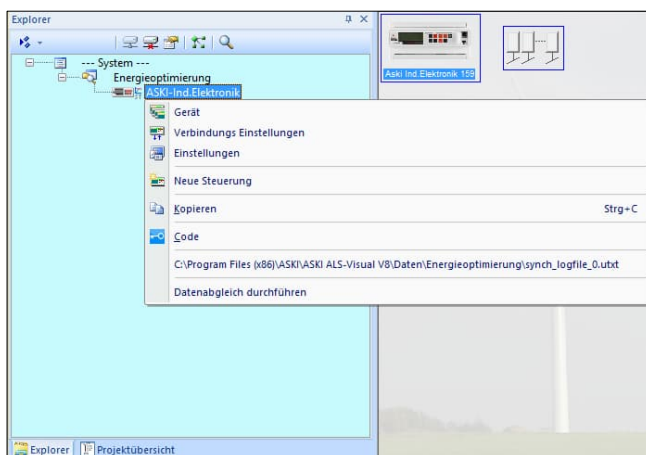 Explorer
--- System ---
Energieoptimierung
ASKI-Ind.Elektronik
Gerät
Verbindungs Einstellungen
Einstellungen
Neue Steuerung
Kopieren Strg+C
Code
C:\Program Files (x86)\ASKI\ASKI ALS-Visual V8\Daten\Energieoptimierung\synch_logfile_0.utxt
Datenabgleich durchführen
Explorer Projektübersicht
Aski Ind.Elektronik 159